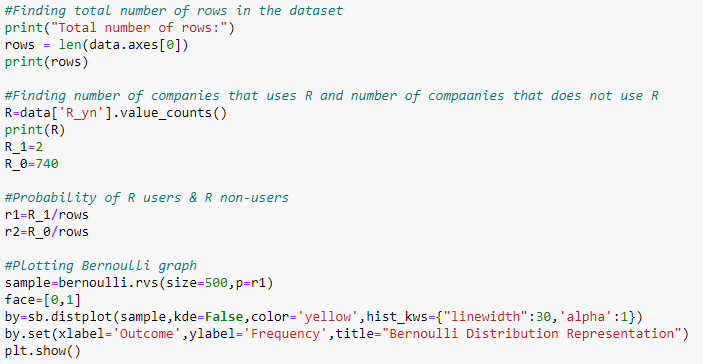 #Finding total number of rows in the dataset
print("Total number of rows:")
rows = len(data.axes[0])
print(rows)
#Finding number of companies that uses R and number of compaanies that does not use R
R=data['R_yn'].value_counts()
print(R)
R_1=2
R_0=740
#Probability of R users & R non-users
r1=R_1/rows
r2=R_0/rows
#Plotting Bernoulli graph
sample=bernoulli.rvs(size=500,p=r1)
face=[0,1]
by=sb.distplot(sample,kde=False,color='yellow',hist_kws={"linewidth":30,'alpha':1})
by.set(xlabel='Outcome',ylabel='Frequency',title="Bernoulli Distribution Representation")
plt.show()